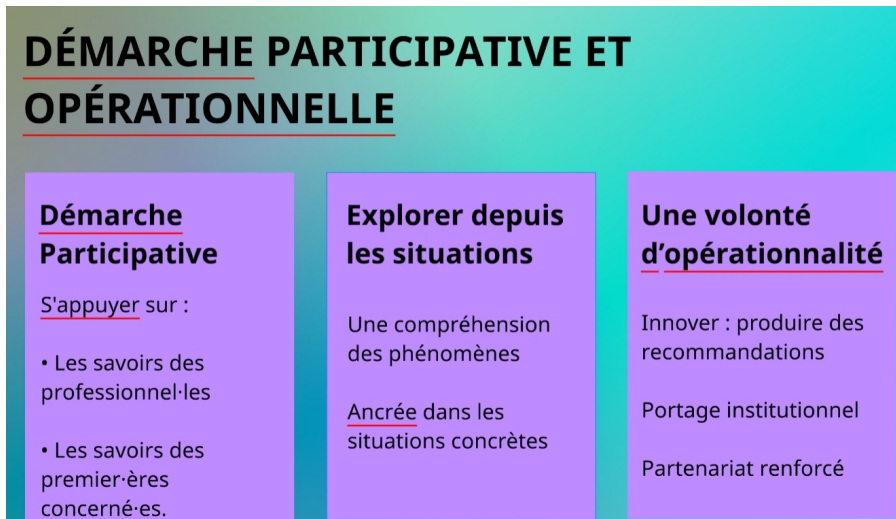 DÉMARCHE PARTICIPATIVE ET
OPÉRATIONNELLE
Démarche
Participative
S'appuyer sur :
• Les savoirs des
professionnel·les
• Les savoirs des
premier·ères
concerné·es.
Explorer depuis
les situations
Une compréhension
des phénomènes
Ancrée dans les
situations concrètes
Une volonté
d’opérationnalité
Innover : produire des
recommandations
Portage institutionnel
Partenariat renforcé